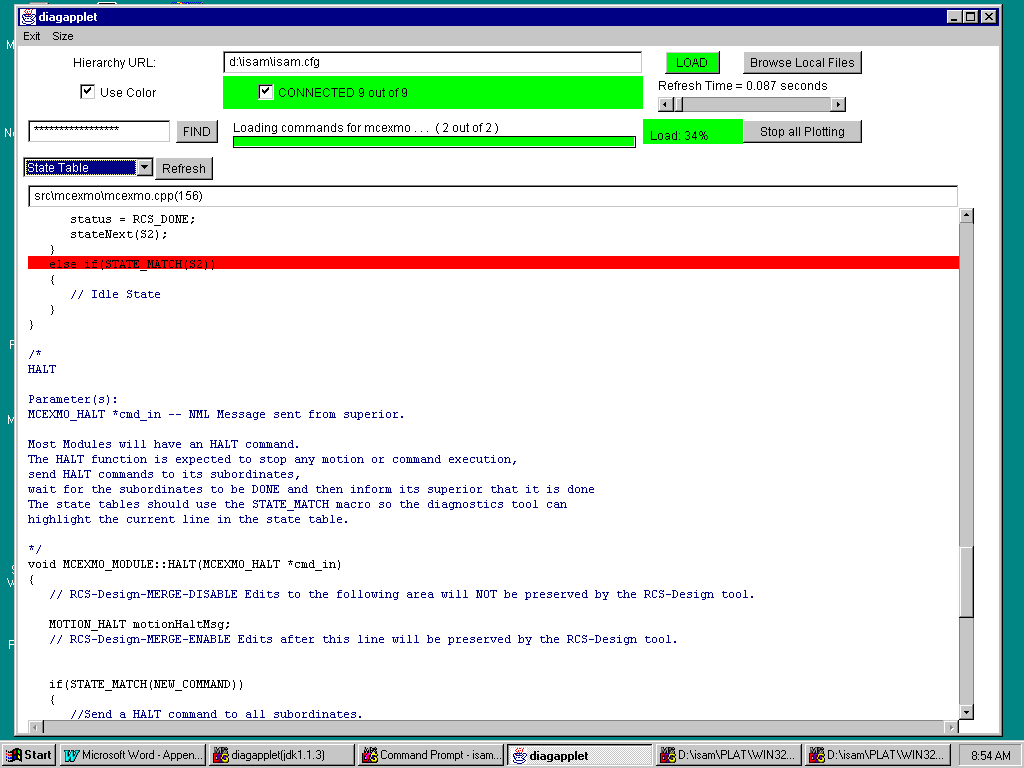 diagapplet
Exit Size
Hierarchy URL: d:\isam\isam.cfg LOAD Browse Local Files
Use Color CONNECTED 9 out of 9 Refresh Time = 0.087 seconds
***************** FIND Loading commands for mcexmo . . . ( 2 out of 2 ) Load: 34% Stop all Plotting
State Table Refresh
src\mcexmo\mcexmo.cpp(156)
status = RCS_DONE;
stateNext(S2);
}
else if(STATE_MATCH(S2))
{
// Idle State
}
}
/*
HALT
Parameter(s):
MCEXMO_HALT *cmd_in -- NML Message sent from superior.
Most Modules will have an HALT command.
The HALT function is expected to stop any motion or command execution,
send HALT commands to its subordinates,
wait for the subordinates to be DONE and then inform its superior that it is done
The state tables should use the STATE_MATCH macro so the diagnostics tool can
highlight the current line in the state table.
*/
void MCEXMO_MODULE::HALT(MCEXMO_HALT *cmd_in)
{
// RCS-Design-MERGE-DISABLE Edits to the following area will NOT be preserved by the RCS-Design tool.
MOTION_HALT motionHaltMsg;
// RCS-Design-MERGE-ENABLE Edits after this line will be preserved by the RCS-Design tool.
if(STATE_MATCH(NEW_COMMAND))
{
//Send a HALT command to all subordinates.
Start Microsoft Word - Appen... diagapplet(jdk1.1.3) Command Prompt - isam... diagapplet D:\isam\PLAT\WIN32... D:\isam\PLAT\WIN32... 8:54 AM